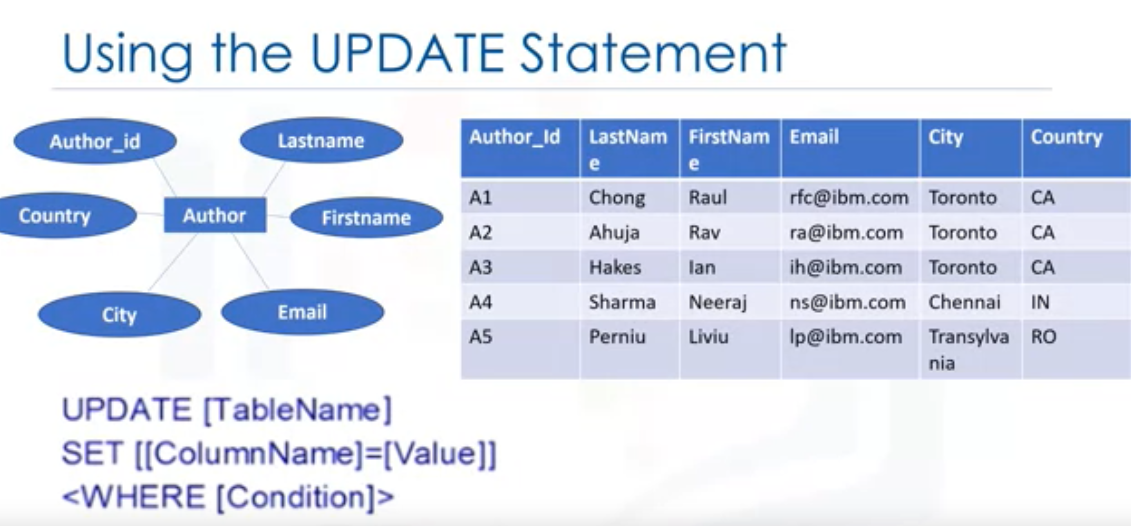 Using the UPDATE Statement
Author_id
Lastname
Country
Author
Firstname
City
Email
Author_Id LastNam FirstNam Email City Country
e e
A1 Chong Raul rfc@ibm.com Toronto CA
A2 Ahuja Rav ra@ibm.com Toronto CA
A3 Hakes Ian ih@ibm.com Toronto CA
A4 Sharma Neeraj ns@ibm.com Chennai IN
A5 Perniu Liviu lp@ibm.com Transylva RO
nia
UPDATE [TableName]
SET [[ColumnName]=[Value]]
<WHERE [Condition]>